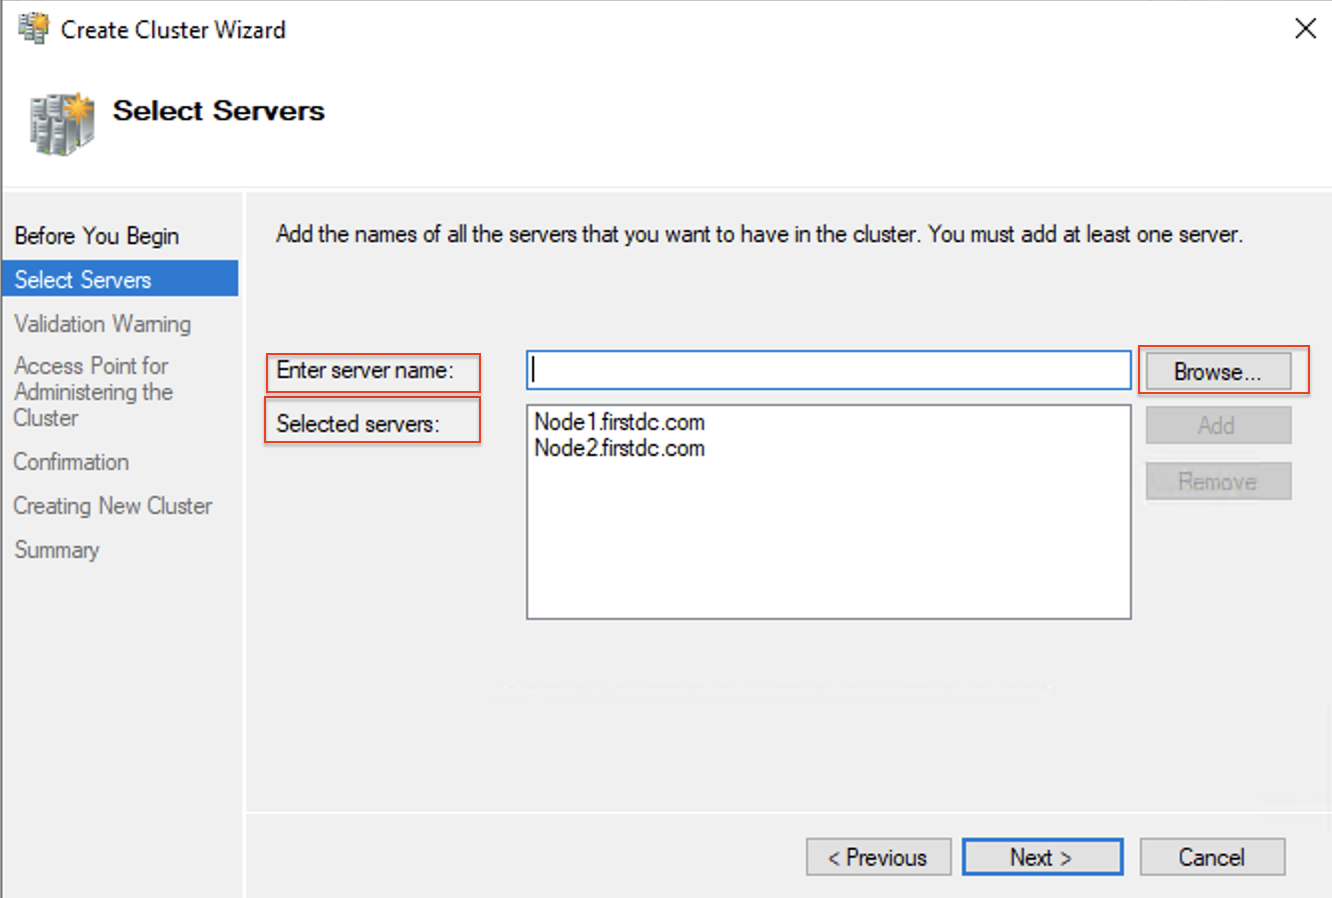 Create Cluster Wizard
Select Servers
Before You Begin
Select Servers
Validation Warning
Access Point for
Administering the
Cluster
Confirmation
Creating New Cluster
Summary
Add the names of all the servers that you want to have in the cluster. You must add at least one server.
Enter server name:
Browse...
Selected servers:
Node1.firstdc.com
Node2.firstdc.com
Add
Remove
< Previous
Next >
Cancel